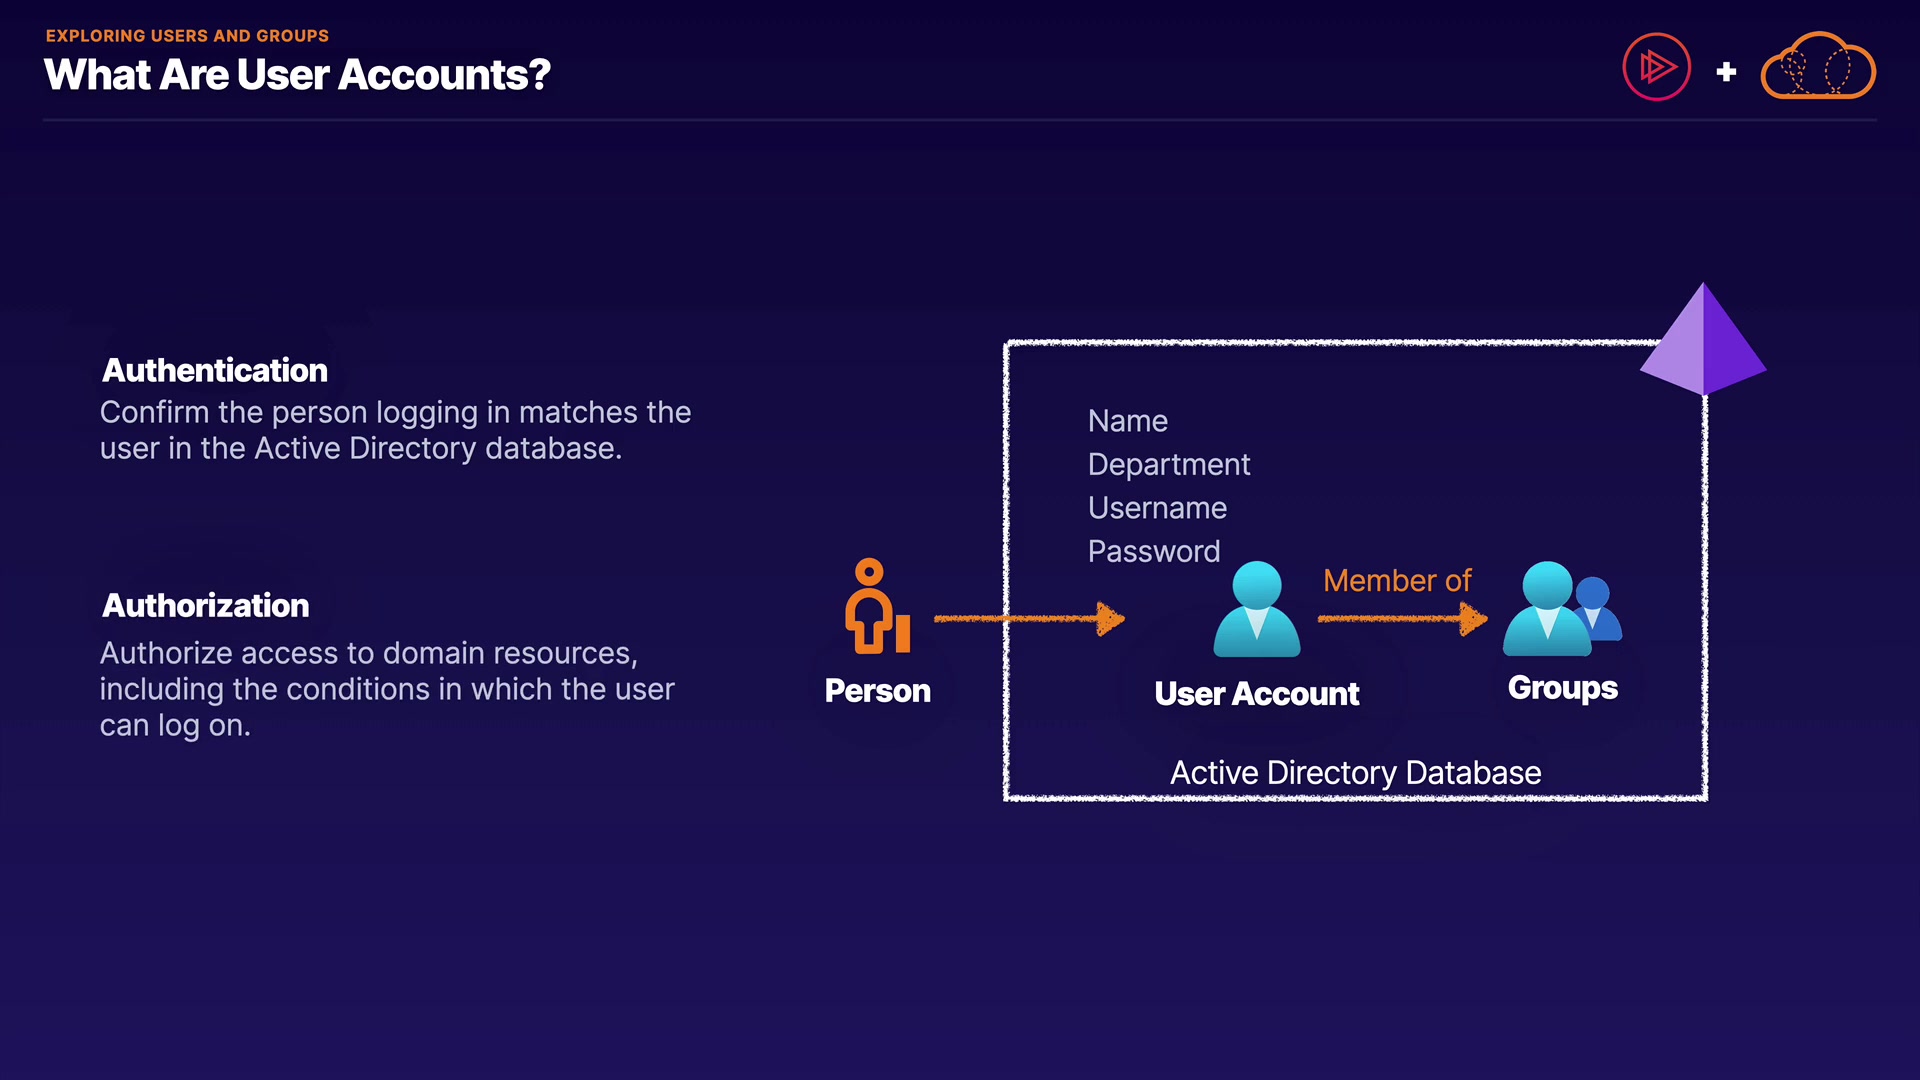 EXPLORING USERS AND GROUPS
What Are User Accounts?
Authentication
Confirm the person logging in matches the
user in the Active Directory database.
Authorization
Authorize access to domain resources,
including the conditions in which the user
can log on.
Name
Department
Username
Password
Member of
Person
User Account
Groups
Active Directory Database